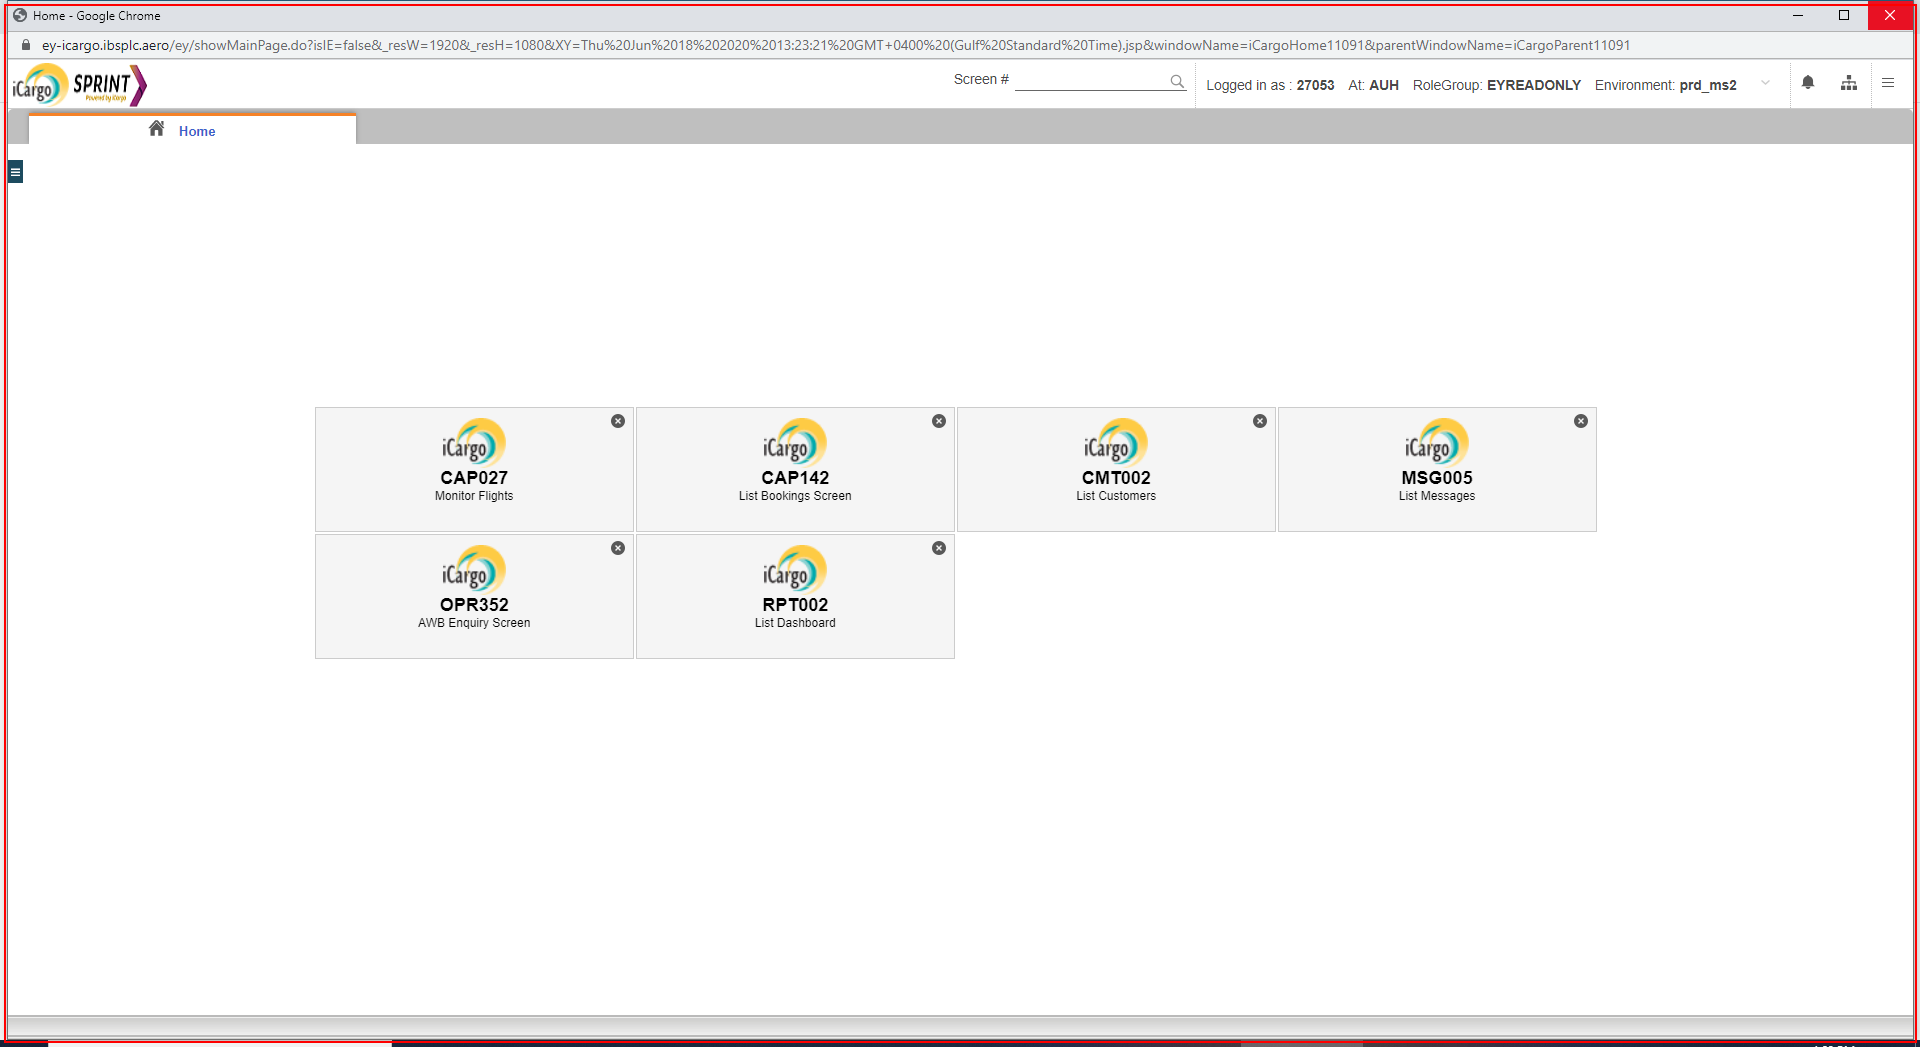 Home - Google Chrome
ey-icargo.ibsplc.aero/ey/showMainPage.do?isIE=false&_resW=1920&_resH=1080&XY=Thu%20Jun%2018%202020%2013:23:21%20GMT+0400%20(Gulf%20Standard%20Time).jsp&windowName=iCargoHome11091&parentWindowName=iCargoParent11091
iCargo SPRINT Powered by iCargo
Screen # Logged in as : 27053 At: AUH RoleGroup: EYREADONLY Environment: prd_ms2
Home
iCargo iCargo iCargo iCargo
CAP027 CAP142 CMT002 MSG005
Monitor Flights List Bookings Screen List Customers List Messages
iCargo iCargo
OPR352 RPT002
AWB Enquiry Screen List Dashboard